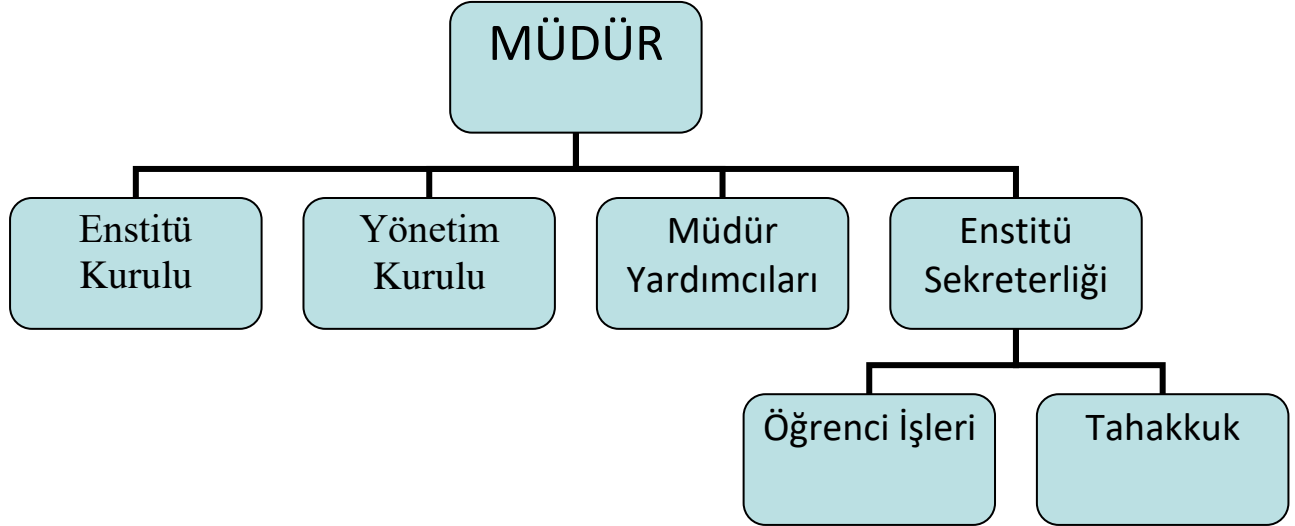 MÜDÜR
Enstitü
Kurulu
Yönetim
Kurulu
Müdür
Yardımcıları
Enstitü
Sekreterliği
Öğrenci İşleri
Tahakkuk